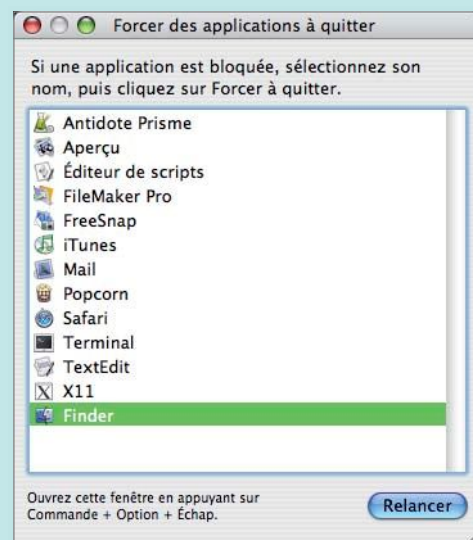 Forcer des applications à quitter
Si une application est bloquée, sélectionnez son
nom, puis cliquez sur Forcer à quitter.
Antidote Prisme
Aperçu
Éditeur de scripts
FileMaker Pro
FreeSnap
iTunes
Mail
Popcorn
Safari
Terminal
TextEdit
X11
Finder
Ouvrez cette fenêtre en appuyant sur
Commande + Option + Échap.
Relancer